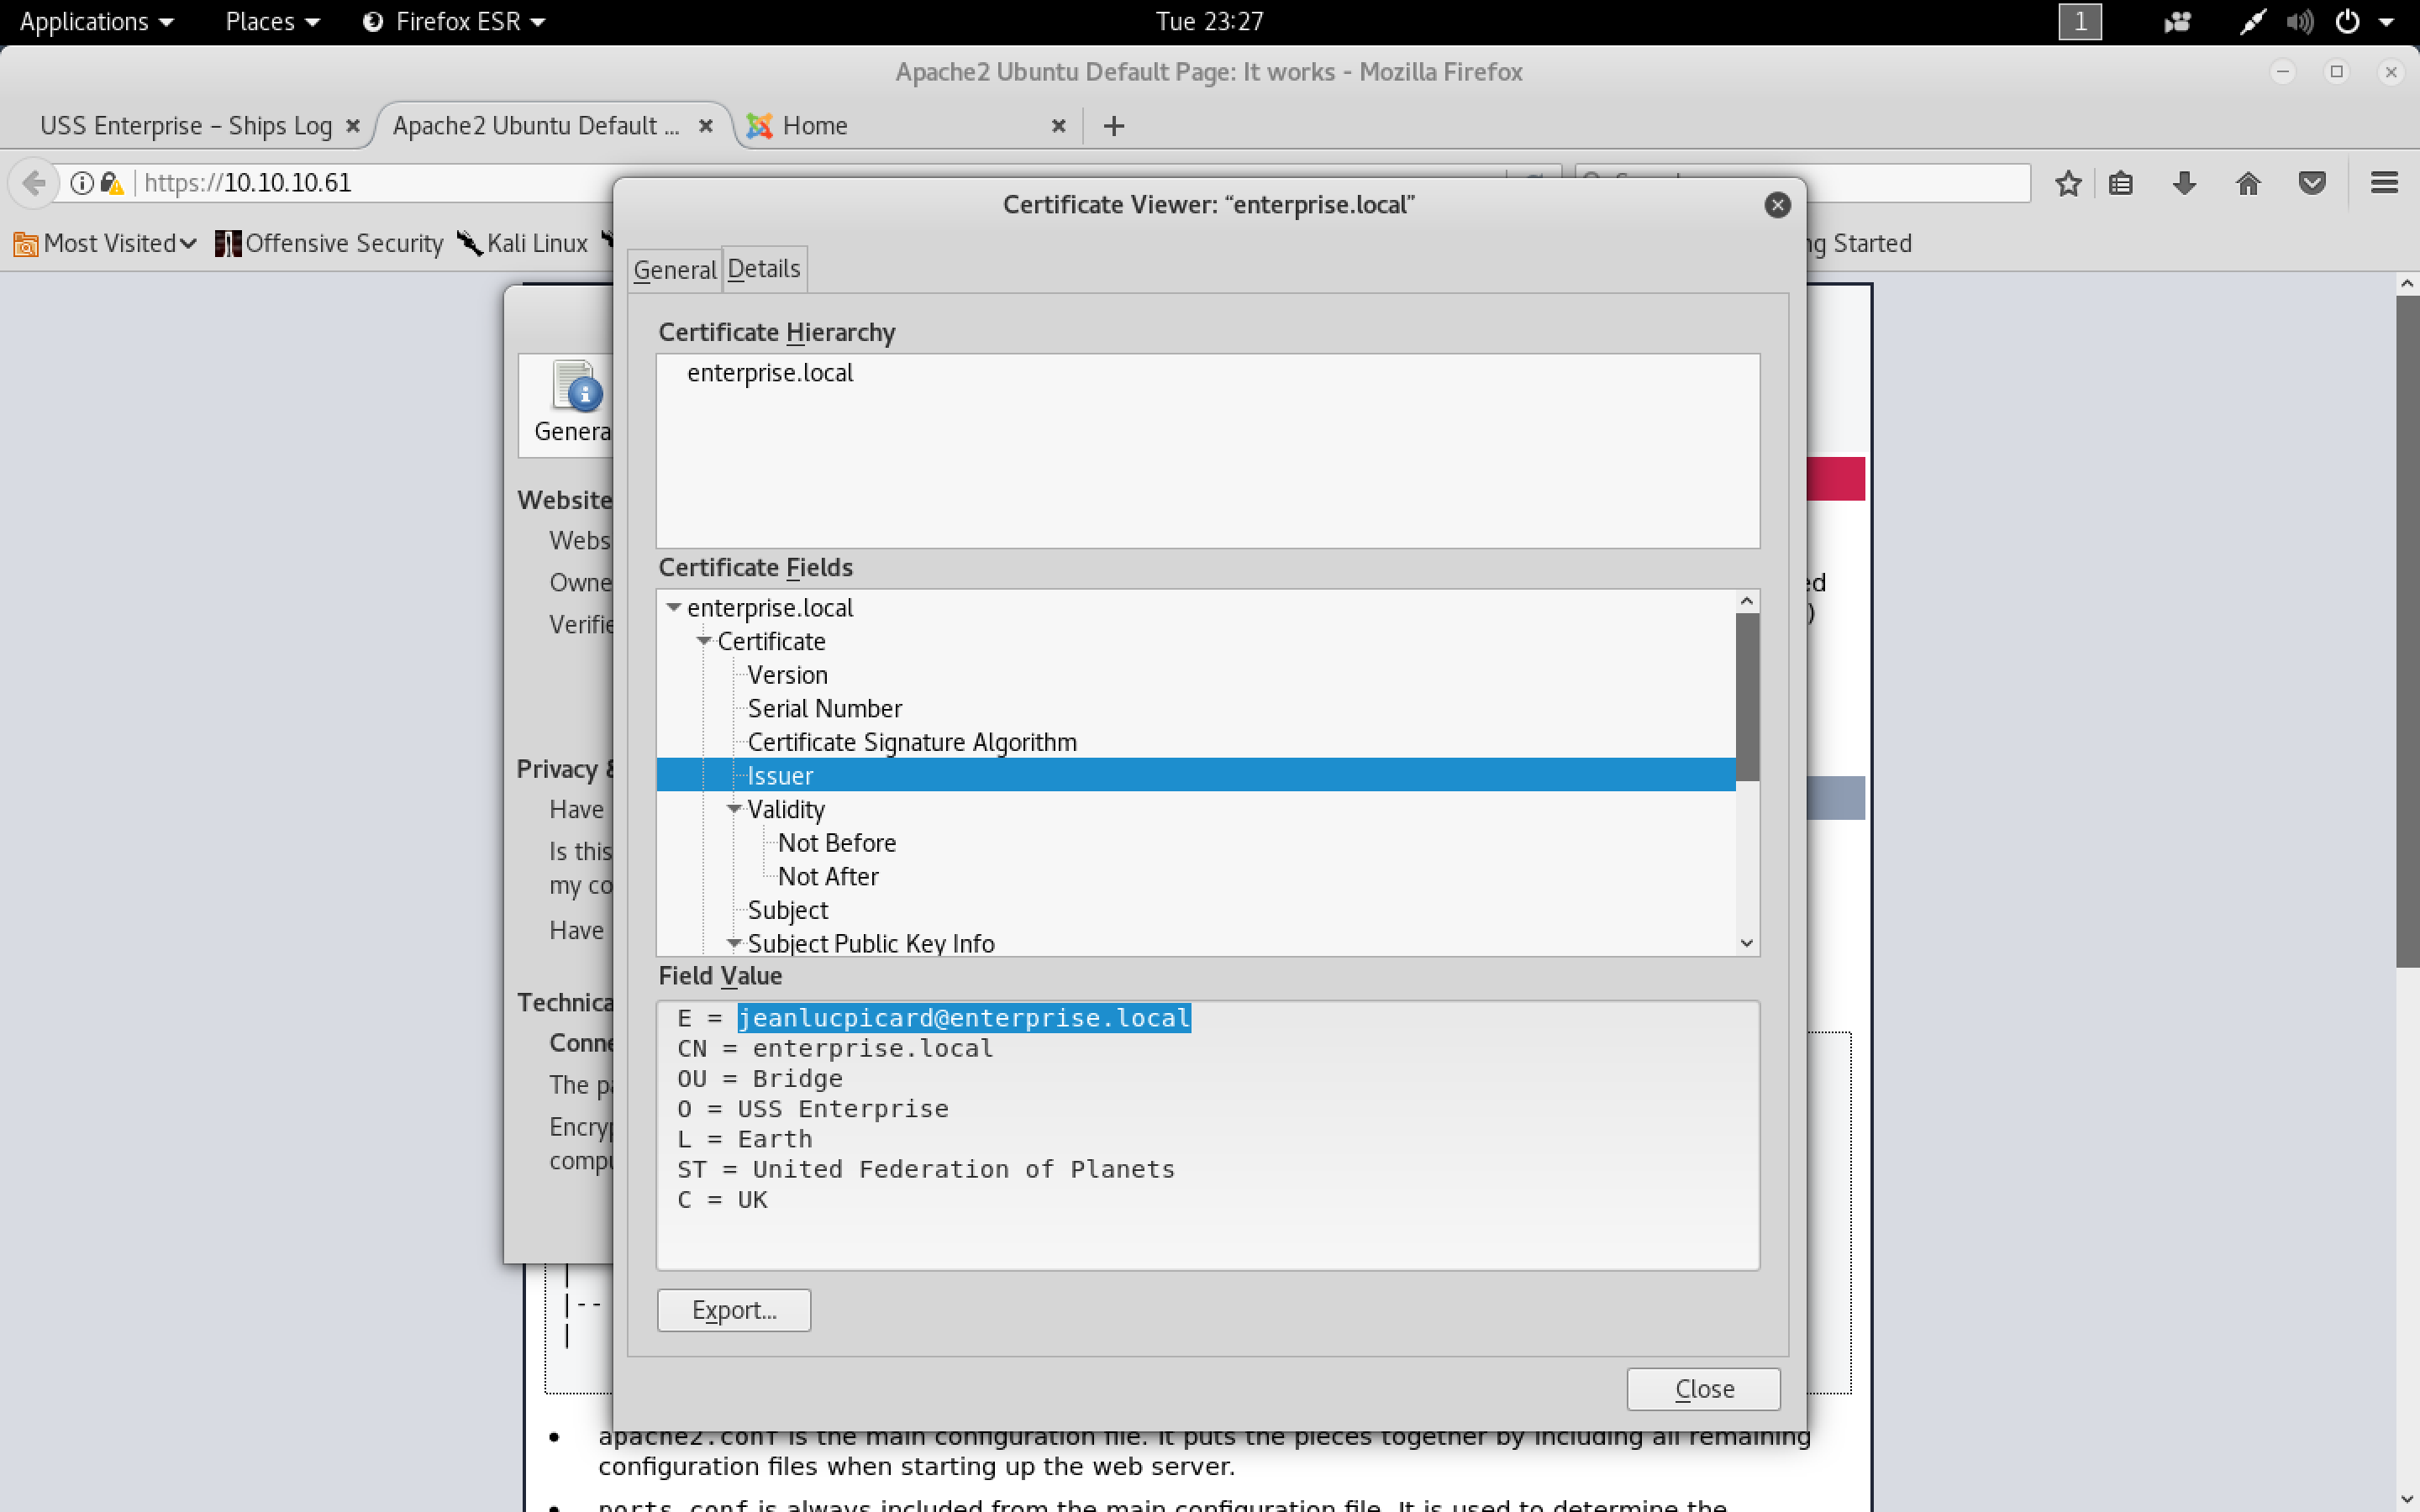 Applications Places Firefox ESR Tue 23:27 1
Apache2 Ubuntu Default Page: It works - Mozilla Firefox
USS Enterprise – Ships Log Apache2 Ubuntu Default ... Home
https://10.10.10.61
Most Visited Offensive Security Kali Linux Started
Certificate Viewer: “enterprise.local”
General Details
Certificate Hierarchy
enterprise.local
Genera
Website
Webs
Owne
Verifie
Privacy &
Have
Is this
my co
Have
Technica
Conne
The pa
Encryp
compu
Certificate Fields
enterprise.local
Certificate
Version
Serial Number
Certificate Signature Algorithm
Issuer
Validity
Not Before
Not After
Subject
Subject Public Key Info
ed
)
Field Value
E = jeanlucpicard@enterprise.local
CN = enterprise.local
OU = Bridge
O = USS Enterprise
L = Earth
ST = United Federation of Planets
C = UK
Export...
|
|--
|
Close
apache2.conf is the main configuration file. It puts the pieces together by including all remaining
configuration files when starting up the web server.
ports.conf is always included from the main configuration file. It is used to determine the